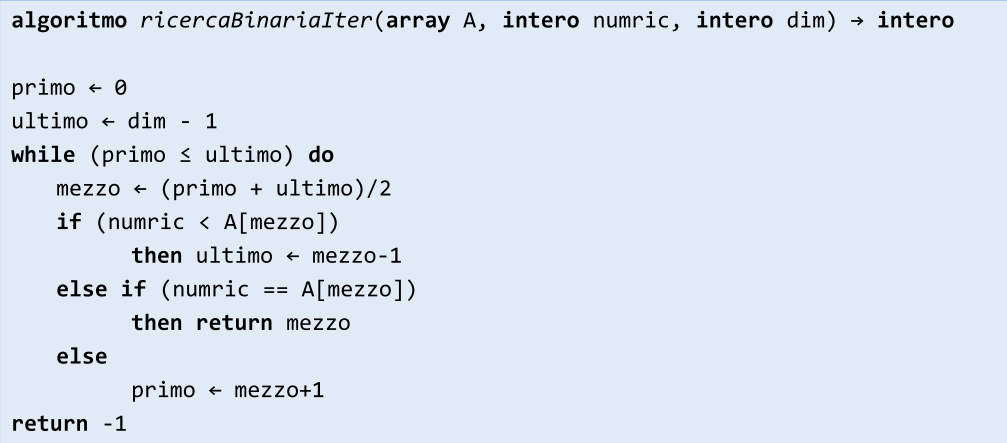 algoritmo ricercaBinariaIter(array A, intero numric, intero dim) → intero
primo ← 0
ultimo ← dim - 1
while (primo ≤ ultimo) do
mezzo ← (primo + ultimo)/2
if (numric < A[mezzo])
then ultimo ← mezzo-1
else if (numric == A[mezzo])
then return mezzo
else
primo ← mezzo+1
return -1